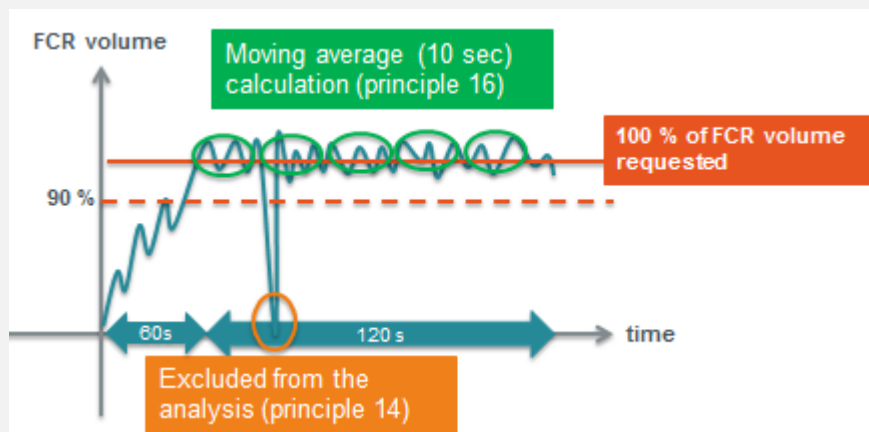 FCR volume
Moving average (10 sec)
calculation (principle 16)
100 % of FCR volume
requested
90 %
60s
120 s
time
Excluded from the
analysis (principle 14)